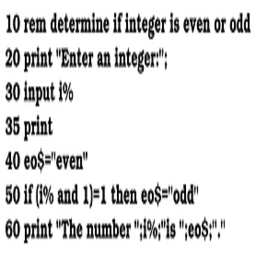 10 rem determine if integer is even or odd
20 print "Enter an integer:";
30 input i%
35 print
40 eo$="even"
50 if (i% and 1)=1 then eo$="odd"
60 print "The number ";i%;"is ";eo$;"."